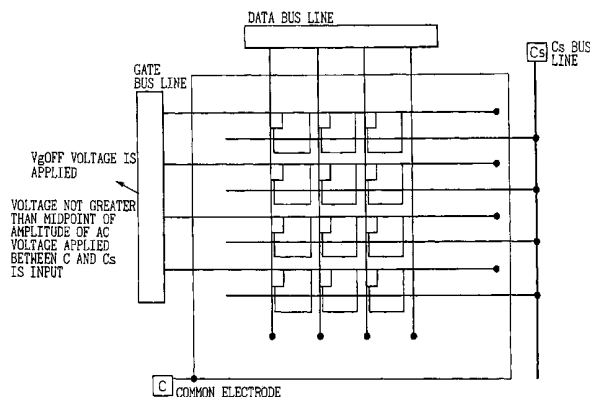 DATA BUS LINE
Cs
Cs BUS
LINE
GATE
BUS LINE
VgOFF VOLTAGE IS
APPLIED
VOLTAGE NOT GREATER
THAN MIDPOINT OF
AMPLITUDE OF AC
VOLTAGE APPLIED
BETWEEN C AND Cs
IS INPUT
C
COMMON ELECTRODE